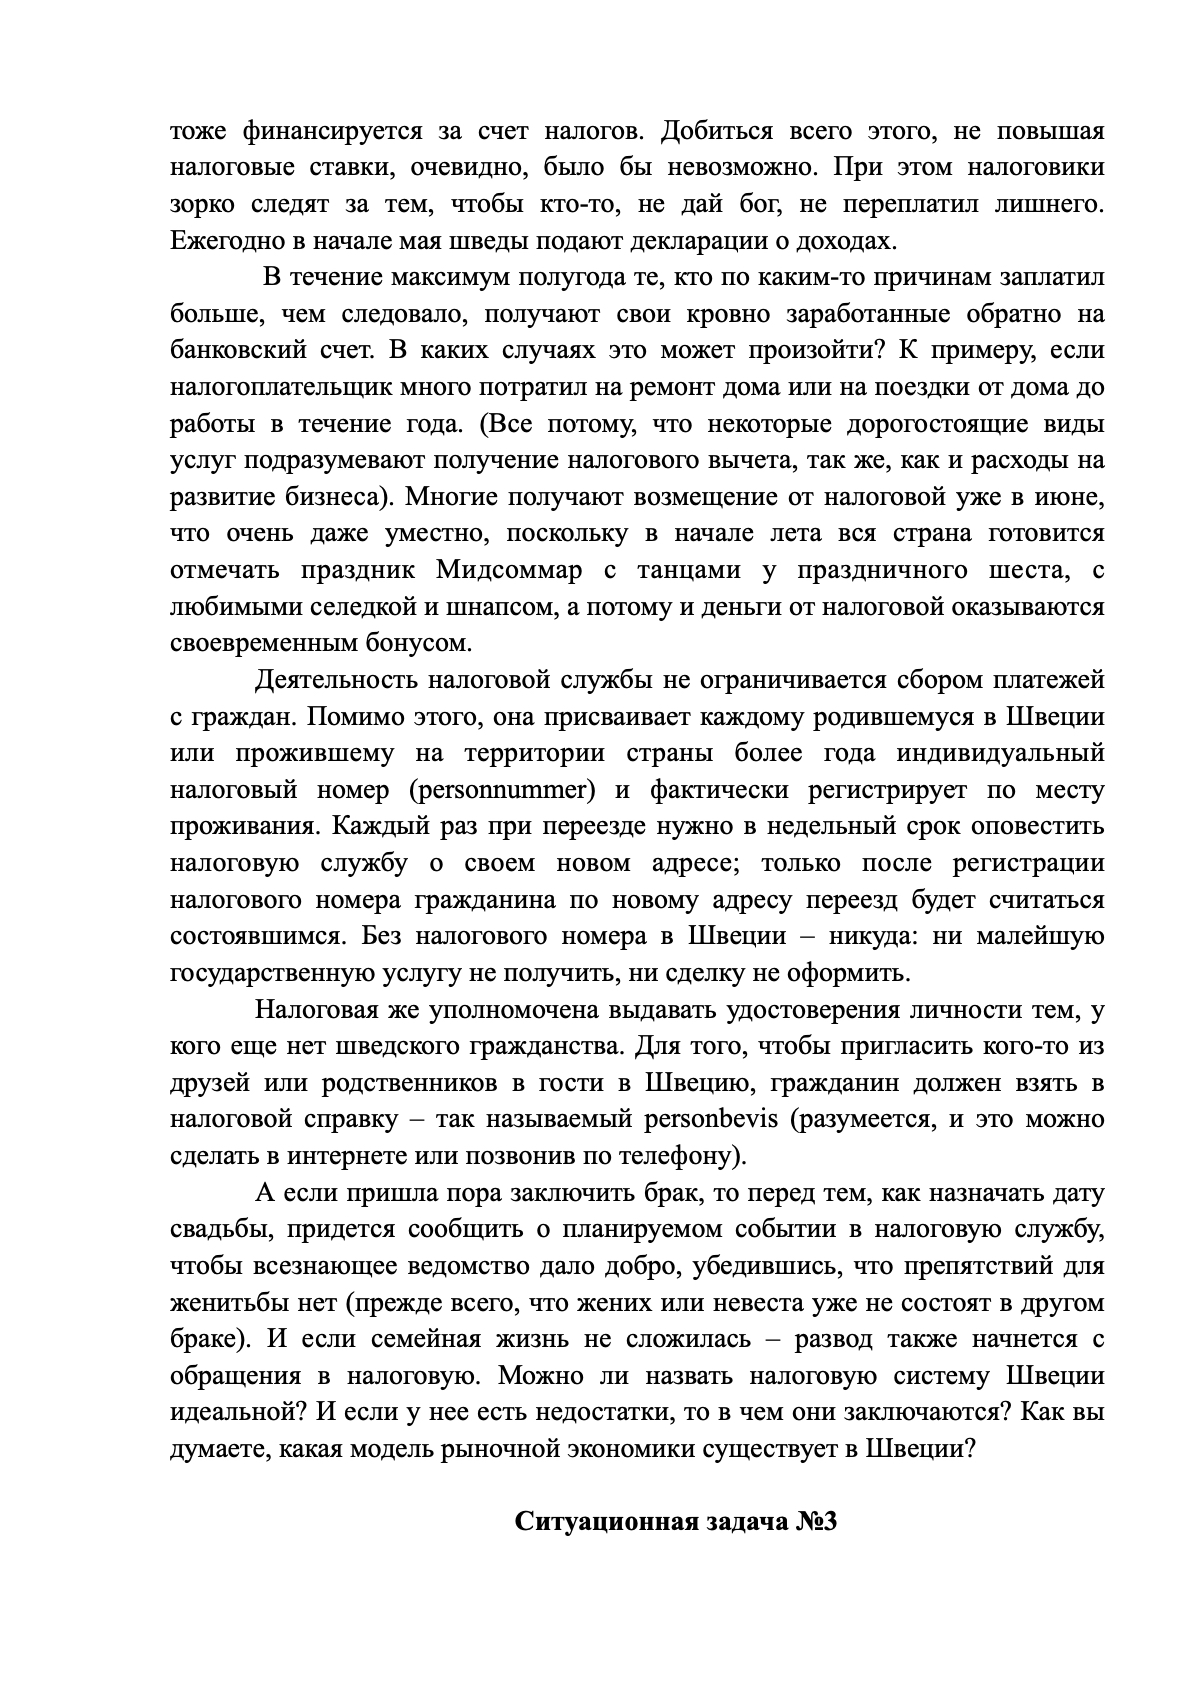 тоже финансируется за счет налогов. Добиться всего этого, не повышая
налоговые ставки, очевидно, было бы невозможно. При этом налоговики
зорко следят за тем, чтобы кто-то, не дай бог, не переплатил лишнего.
Ежегодно в начале мая шведы подают декларации о доходах.
В течение максимум полугода те, кто по каким-то причинам заплатил
больше, чем следовало, получают свои кровно заработанные обратно на
банковский счет. В каких случаях это может произойти? К примеру, если
налогоплательщик много потратил на ремонт дома или на поездки от дома до
работы в течение года. (Все потому, что некоторые дорогостоящие виды
услуг подразумевают получение налогового вычета, так же, как и расходы на
развитие бизнеса). Многие получают возмещение от налоговой уже в июне,
что очень даже уместно, поскольку в начале лета вся страна готовится
отмечать праздник Мидсоммар с танцами у праздничного шеста, с
любимыми селедкой и шнапсом, а потому и деньги от налоговой оказываются
своевременным бонусом.
Деятельность налоговой службы не ограничивается сбором платежей
с граждан. Помимо этого, она присваивает каждому родившемуся в Швеции
или прожившему на территории страны более года индивидуальный
налоговый номер (personnummer) и фактически регистрирует по месту
проживания. Каждый раз при переезде нужно в недельный срок оповестить
налоговую службу о своем новом адресе; только после регистрации
налогового номера гражданина по новому адресу переезд будет считаться
состоявшимся. Без налогового номера в Швеции – никуда: ни малейшую
государственную услугу не получить, ни сделку не оформить.
Налоговая же уполномочена выдавать удостоверения личности тем, у
кого еще нет шведского гражданства. Для того, чтобы пригласить кого-то из
друзей или родственников в гости в Швецию, гражданин должен взять в
налоговой справку – так называемый personbevis (разумеется, и это можно
сделать в интернете или позвонив по телефону).
А если пришла пора заключить брак, то перед тем, как назначать дату
свадьбы, придется сообщить о планируемом событии в налоговую службу,
чтобы всезнающее ведомство дало добро, убедившись, что препятствий для
женитьбы нет (прежде всего, что жених или невеста уже не состоят в другом
браке). И если семейная жизнь не сложилась – развод также начнется с
обращения в налоговую. Можно ли назвать налоговую систему Швеции
идеальной? И если у нее есть недостатки, то в чем они заключаются? Как вы
думаете, какая модель рыночной экономики существует в Швеции?
Ситуационная задача №3